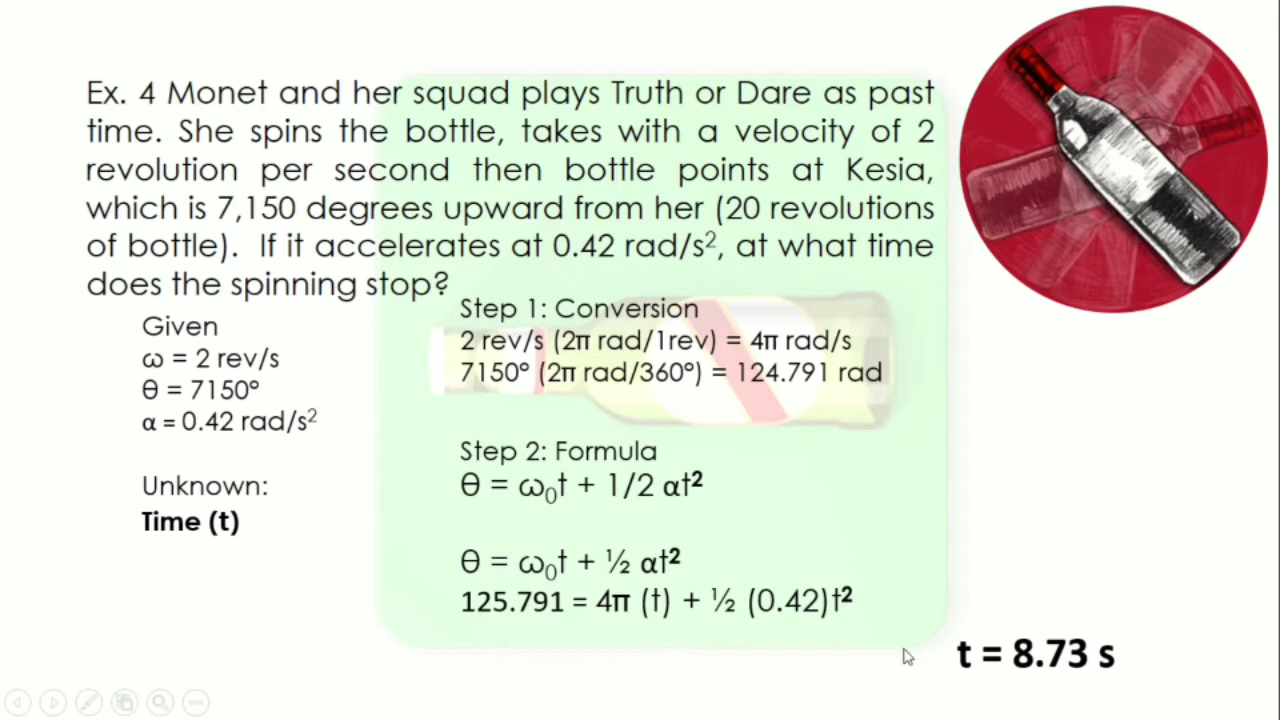 Ex. 4 Monet and her squad plays Truth or Dare as past
time. She spins the bottle, takes with a velocity of 2
revolution per second then bottle points at Kesia,
which is 7,150 degrees upward from her (20 revolutions
of bottle). If it accelerates at 0.42 rad/s², at what time
does the spinning stop?
Given
ω = 2 rev/s
θ = 7150°
α = 0.42 rad/s²
Unknown:
Time (t)
Step 1: Conversion
2 rev/s (2π rad/1rev) = 4π rad/s
7150° (2π rad/360°) = 124.791 rad
Step 2: Formula
θ = ω₀t + 1/2 αt²
θ = ω₀t + ½ αt²
125.791 = 4π (t) + ½ (0.42)t²
t = 8.73 s